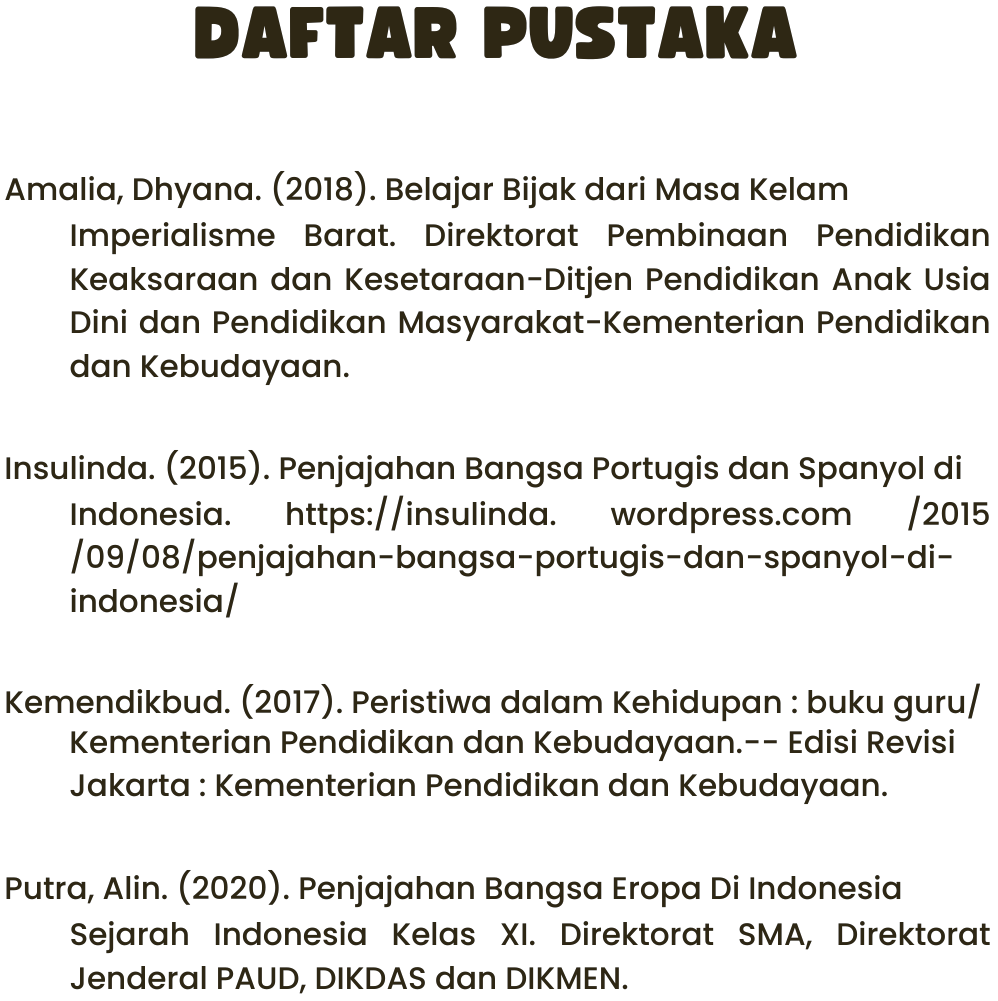 DAFTAR PUSTAKA
Amalia, Dhyana. (2018). Belajar Bijak dari Masa Kelam
Imperialisme Barat. Direktorat Pembinaan Pendidikan
Keaksaraan dan Kesetaraan-Ditjen Pendidikan Anak Usia
Dini dan Pendidikan Masyarakat-Kementerian Pendidikan
dan Kebudayaan.
Insulinda. (2015). Penjajahan Bangsa Portugis dan Spanyol di
Indonesia. https://insulinda. wordpress.com /2015
/09/08/penjajahan-bangsa-portugis-dan-spanyol-di-
indonesia/
Kemendikbud. (2017). Peristiwa dalam Kehidupan : buku guru/
Kementerian Pendidikan dan Kebudayaan.-- Edisi Revisi
Jakarta : Kementerian Pendidikan dan Kebudayaan.
Putra, Alin. (2020). Penjajahan Bangsa Eropa Di Indonesia
Sejarah Indonesia Kelas XI. Direktorat SMA, Direktorat
Jenderal PAUD, DIKDAS dan DIKMEN.